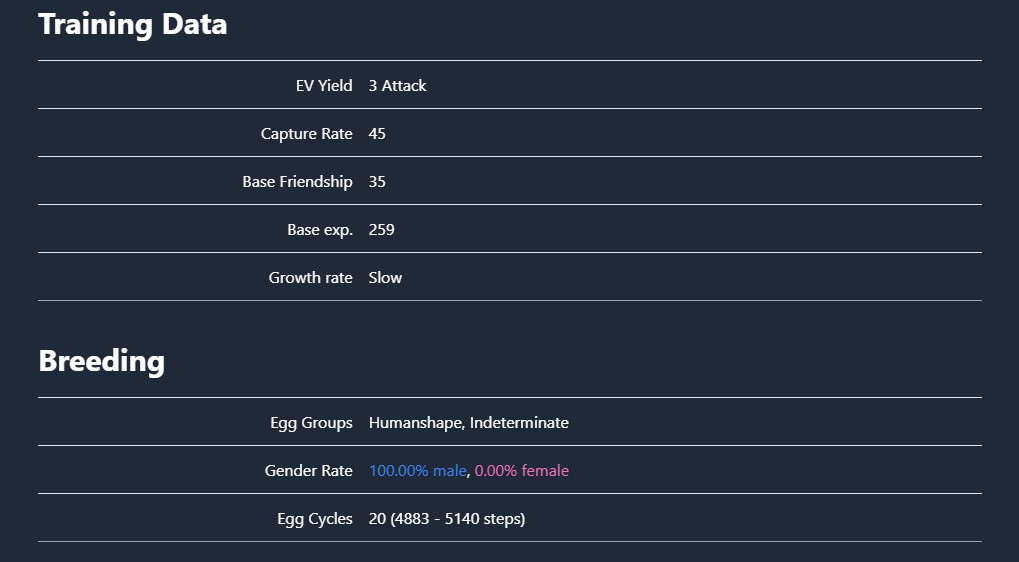 Training Data
EV Yield 3 Attack
Capture Rate 45
Base Friendship 35
Base exp. 259
Growth rate Slow
Breeding
Egg Groups Humanshape, Indeterminate
Gender Rate 100.00% male, 0.00% female
Egg Cycles 20 (4883 - 5140 steps)